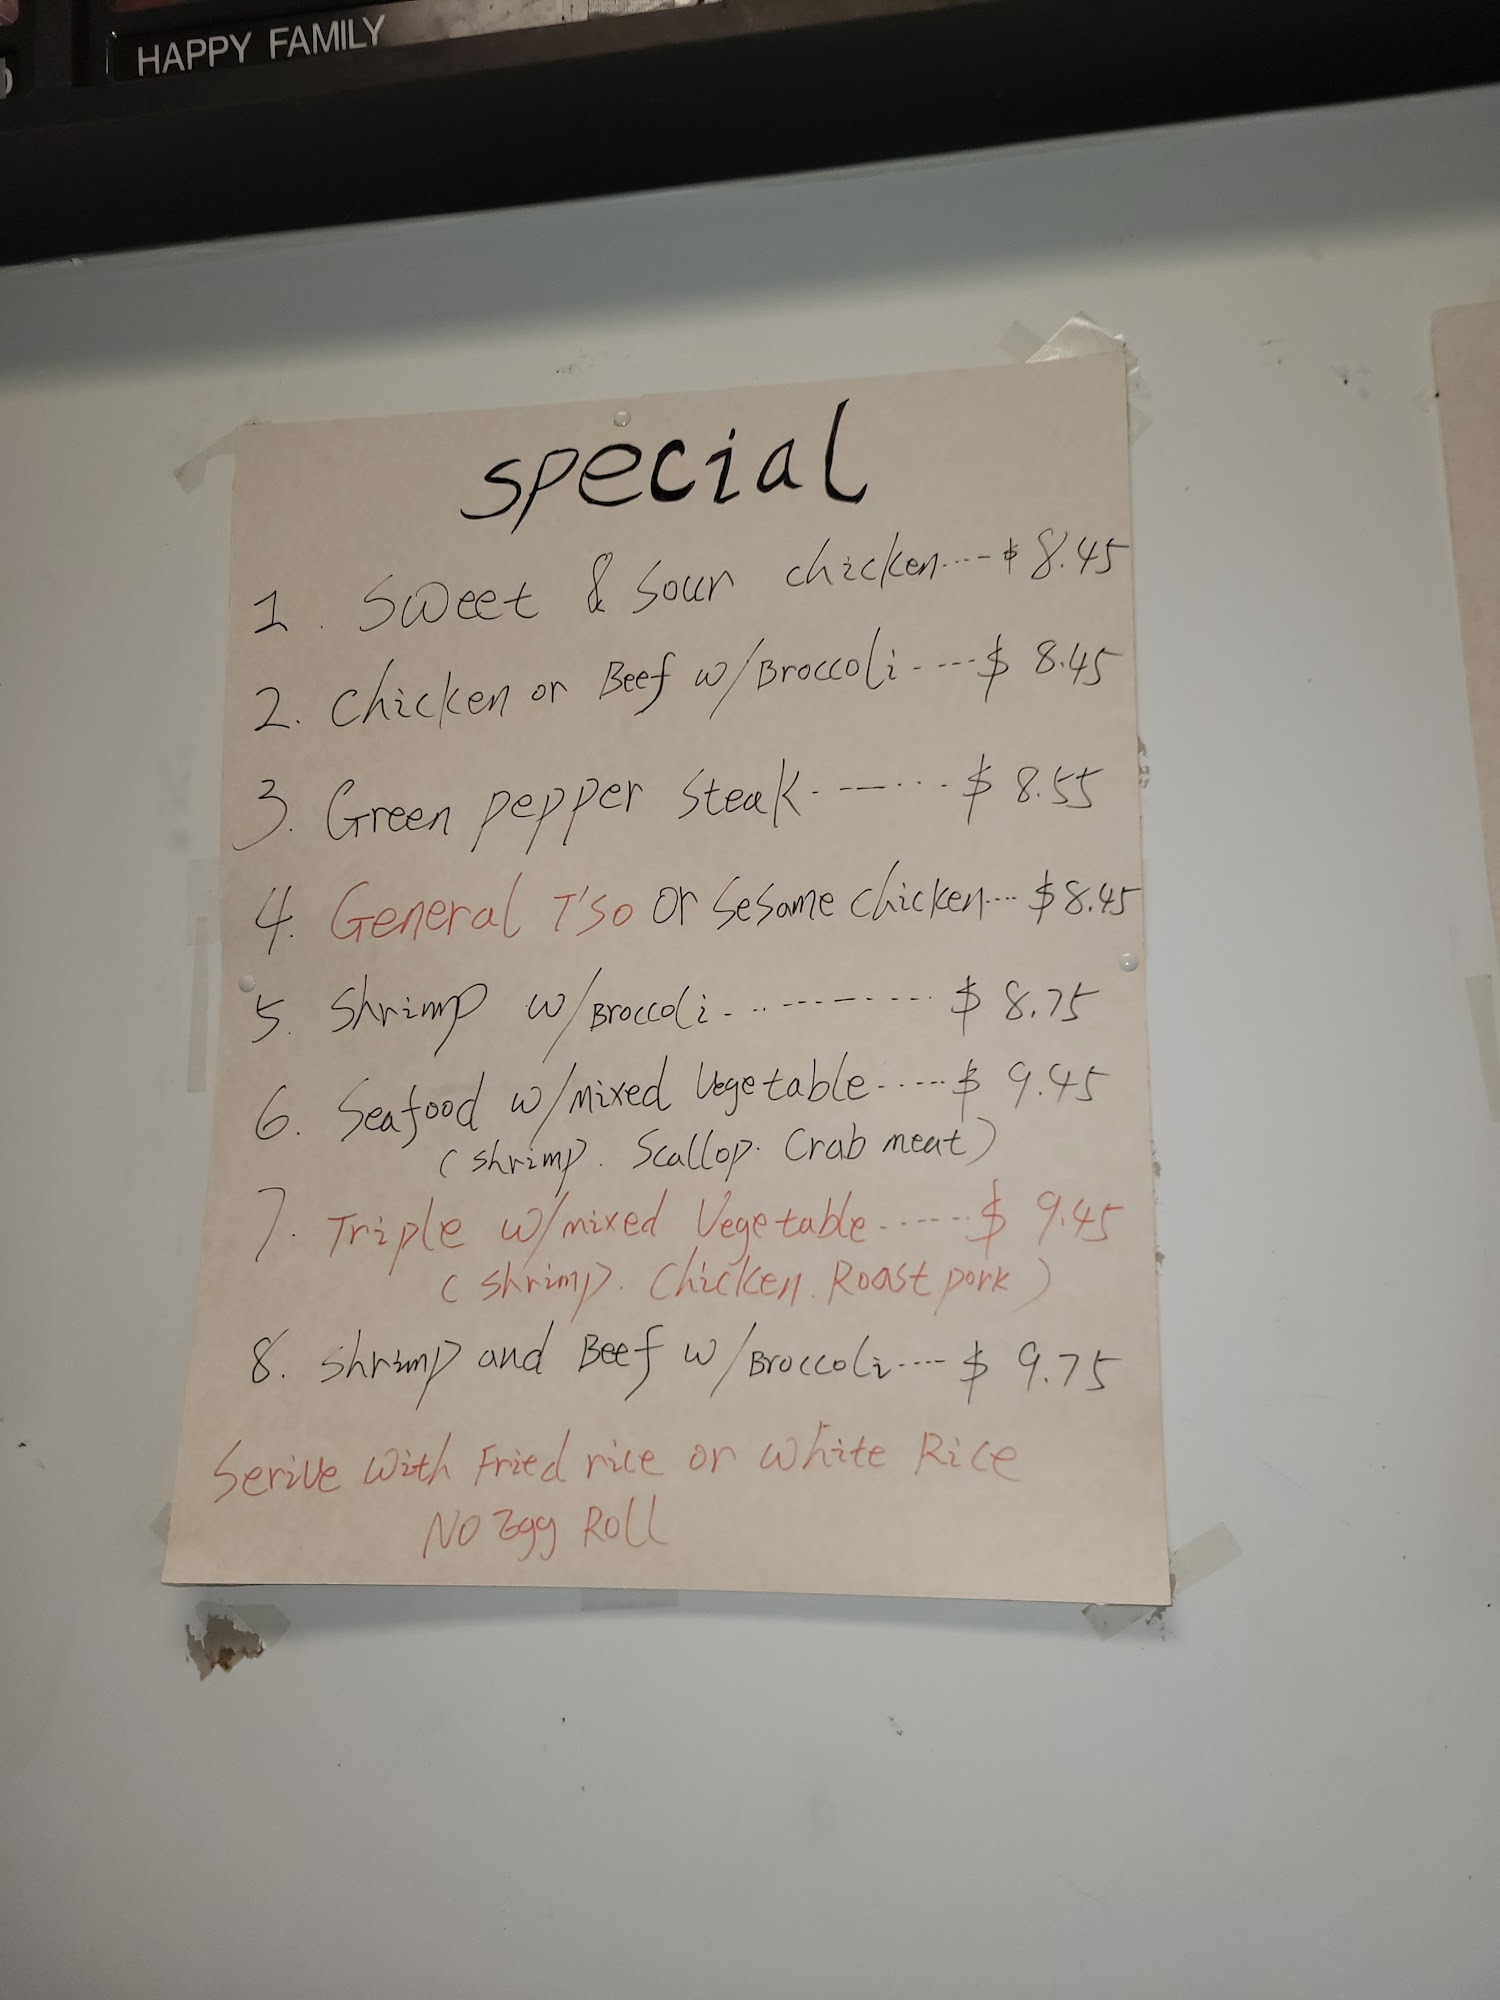 HAPPY FAMILY
special
1. Sweet & Sour chicken....-$ 8.45
2. Chicken or Beef w/Broccoli----$ 8.45
3. Green pepper Steak.----...$ 8.55
4. General T'so or Sesame Chicken---$8.45
5. Shrimp w/Broccoli-..---------$ 8.75
6. Seafood w/mixed Vegetable-----$ 9.45
(shrimp. Scallop. Crab meat)
7. Triple w/mixed Vegetable------$ 9.45
(shrimp. Chicken. Roast pork)
8. Shrimp and Beef w/Broccoli----$ 9.75
Serive with Fried rice or White Rice
NO Egg Roll